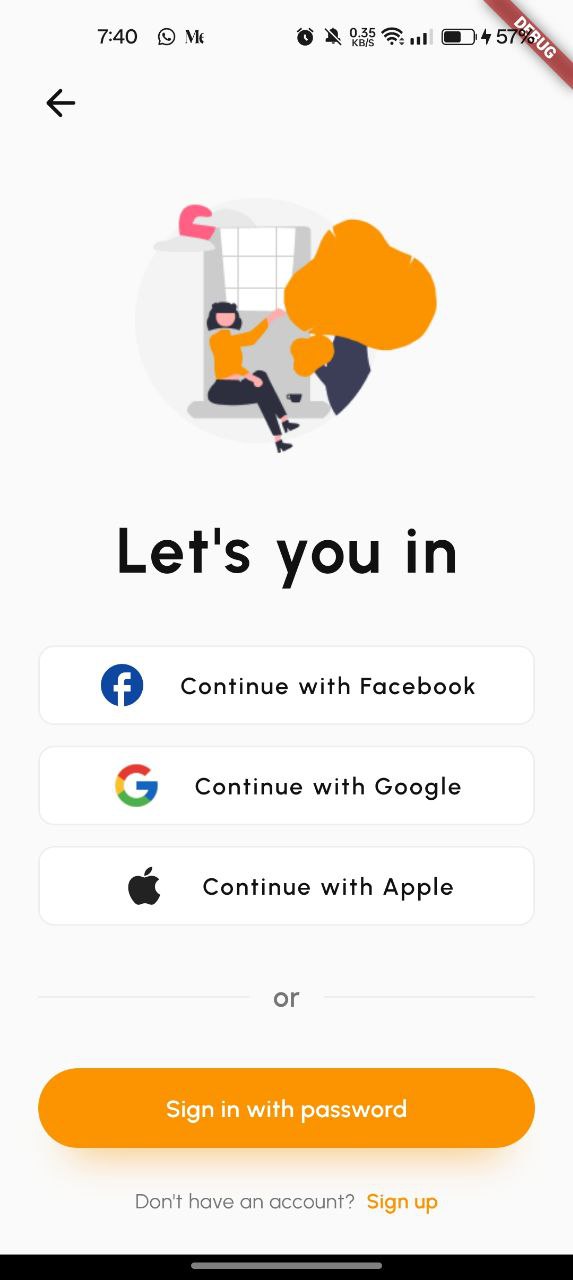 7:40 0.35 KB/S 57%
DEBUG
Let's you in
Continue with Facebook
Continue with Google
Continue with Apple
or
Sign in with password
Don't have an account? Sign up